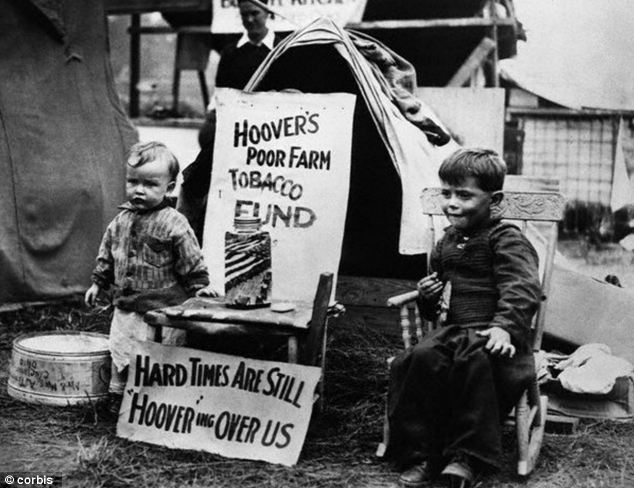 HOOVER'S
POOR FARM
TOBACCO
FUND
HARD TIMES ARE STILL
"HOOVER"ING OVER US
© corbis